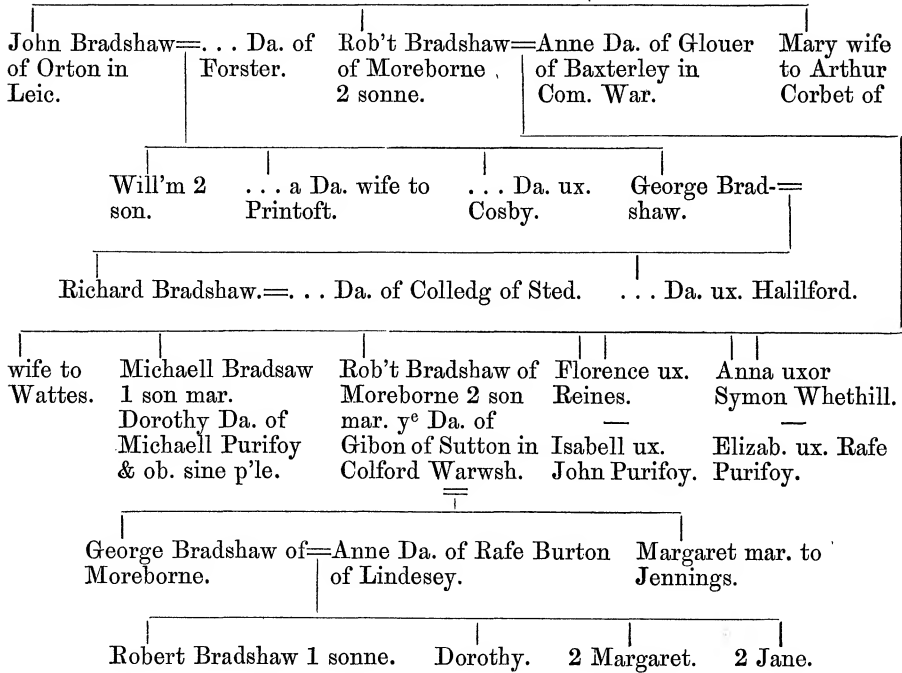 John Bradshaw=. . . Da. of
of Orton in Forster.
Leic.
Rob't Bradshaw=Anne Da. of Glouer
of Moreborne of Baxterley in
2 sonne. Com. War.
Mary wife
to Arthur
Corbet of
Will'm 2
son.
. . . a Da. wife to
Printoft.
. . . Da. ux.
Cosby.
George Brad-=
shaw.
Richard Bradshaw.=. . . Da. of Colledg of Sted.
. . . Da. ux. Halilford.
wife to
Wattes.
Michaell Bradsaw
1 son mar.
Dorothy Da. of
Michaell Purifoy
& ob. sine p'le.
Rob't Bradshaw of
Moreborne 2 son
mar. yᵉ Da. of
Gibon of Sutton in
Colford Warwsh.
=
Florence ux.
Reines.
—
Isabell ux.
John Purifoy.
Anna uxor
Symon Whethill.
—
Elizab. ux. Rafe
Purifoy.
George Bradshaw of=Anne Da. of Rafe Burton
Moreborne. of Lindesey.
Margaret mar. to
Jennings.
Robert Bradshaw 1 sonne. Dorothy. 2 Margaret. 2 Jane.